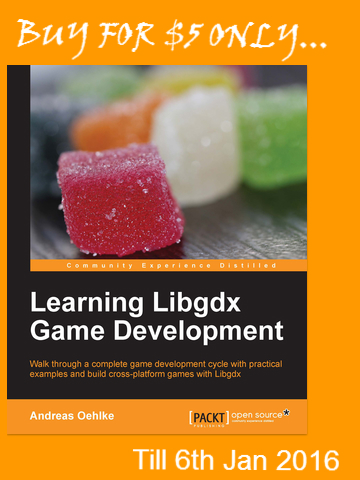 BUY FOR $5 ONLY...
Community Experience Distilled
Learning Libgdx
Game Development
Walk through a complete game development cycle with practical
examples and build cross-platform games with Libgdx
Andreas Oehlke
[PACKT] open source*
PUBLISHING
Till 6th Jan 2016